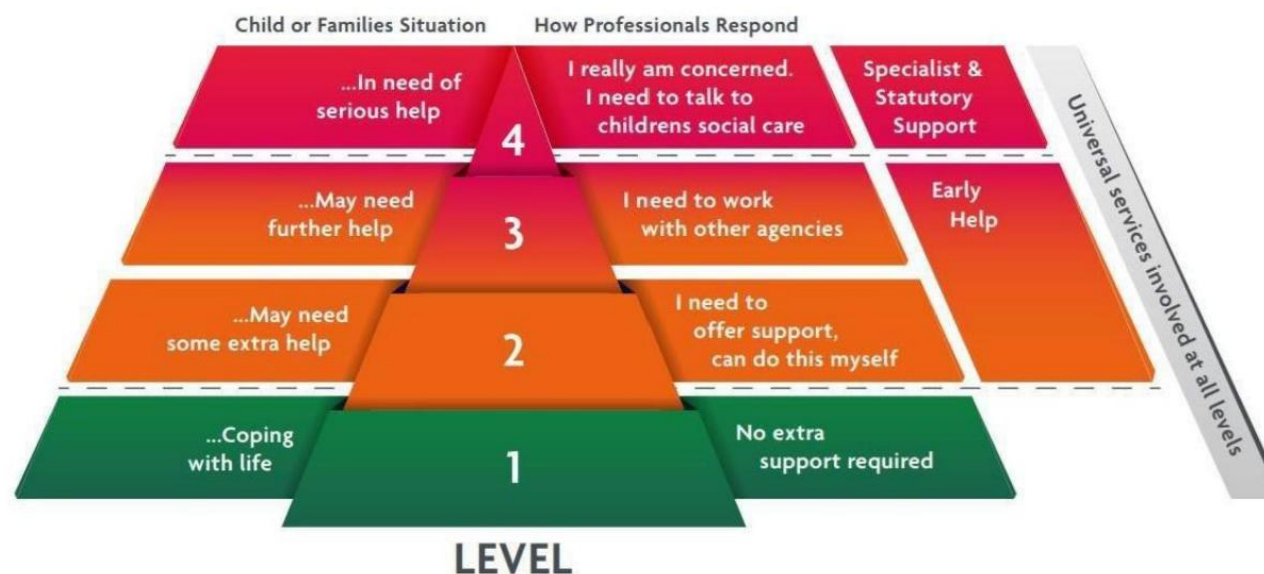 Child or Families Situation
How Professionals Respond
...In need of
serious help
4
I really am concerned.
I need to talk to
childrens social care
Specialist &
Statutory
Support
...May need
further help
3
I need to work
with other agencies
Early
Help
...May need
some extra help
2
I need to
offer support,
can do this myself
...Coping
with life
1
No extra
support required
Universal services involved at all levels
LEVEL